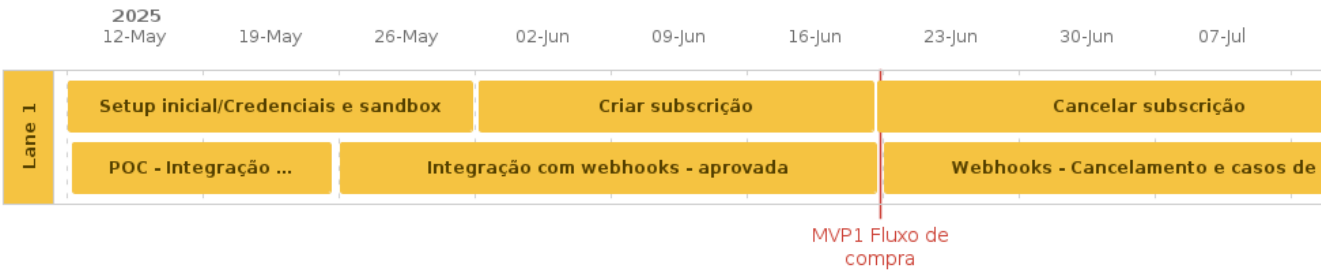 2025
12-May 19-May 26-May 02-Jun 09-Jun 16-Jun 23-Jun 30-Jun 07-Jul
Lane 1
Setup inicial/Credenciais e sandbox Criar subscrição Cancelar subscrição
POC - Integração ... Integração com webhooks - aprovada Webhooks - Cancelamento e casos de
MVP1 Fluxo de
compra